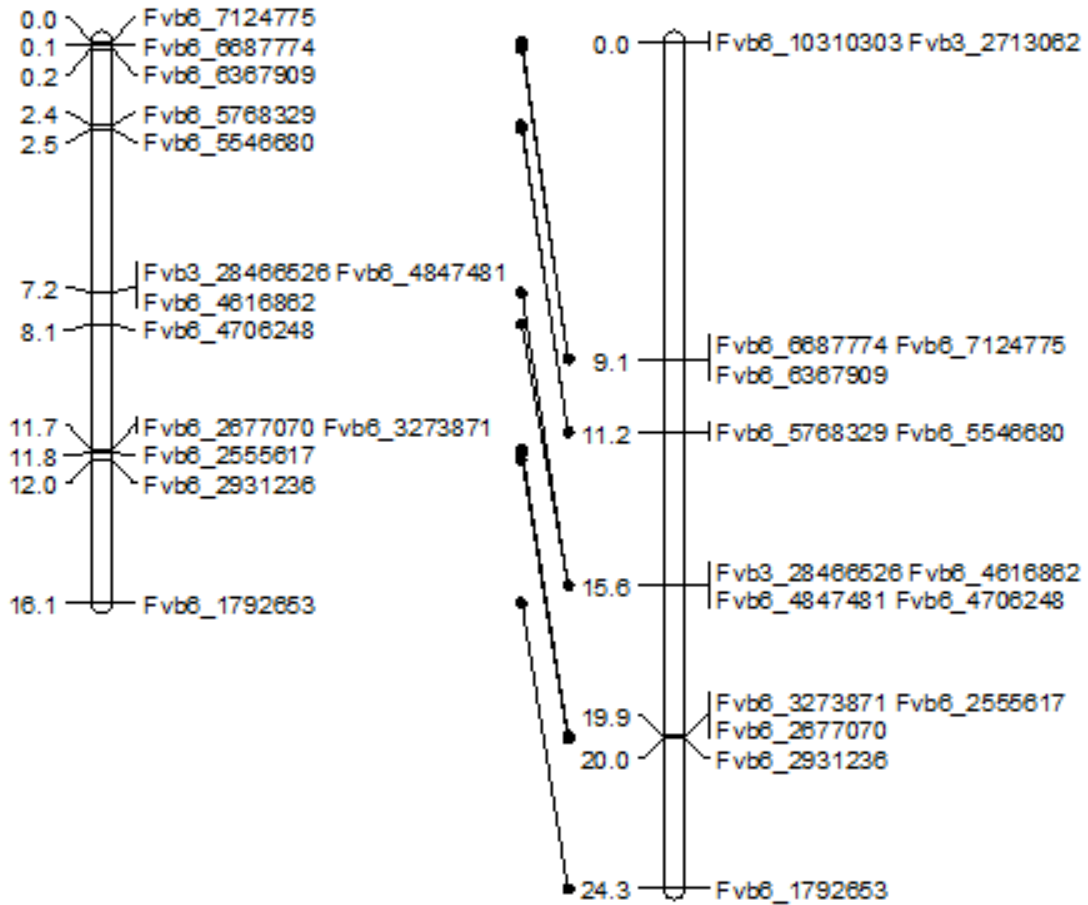 0.0 Fvb6_7124775
0.1 Fvb6_6687774
0.2 Fvb6_6367909
2.4 Fvb6_5768329
2.5 Fvb6_5546680
Fvb3_28466526 Fvb6_4847481
7.2 Fvb6_4616862
8.1 Fvb6_4706248
11.7 Fvb6_2677070 Fvb6_3273871
11.8 Fvb6_2555617
12.0 Fvb6_2931236
16.1 Fvb6_1792653
0.0 Fvb6_10310303 Fvb3_2713062
9.1 Fvb6_6687774 Fvb6_7124775
Fvb6_6367909
11.2 Fvb6_5768329 Fvb6_5546680
15.6 Fvb3_28466526 Fvb6_4616862
Fvb6_4847481 Fvb6_4706248
19.9 Fvb6_3273871 Fvb6_2555617
Fvb6_2677070
20.0 Fvb6_2931236
24.3 Fvb6_1792653